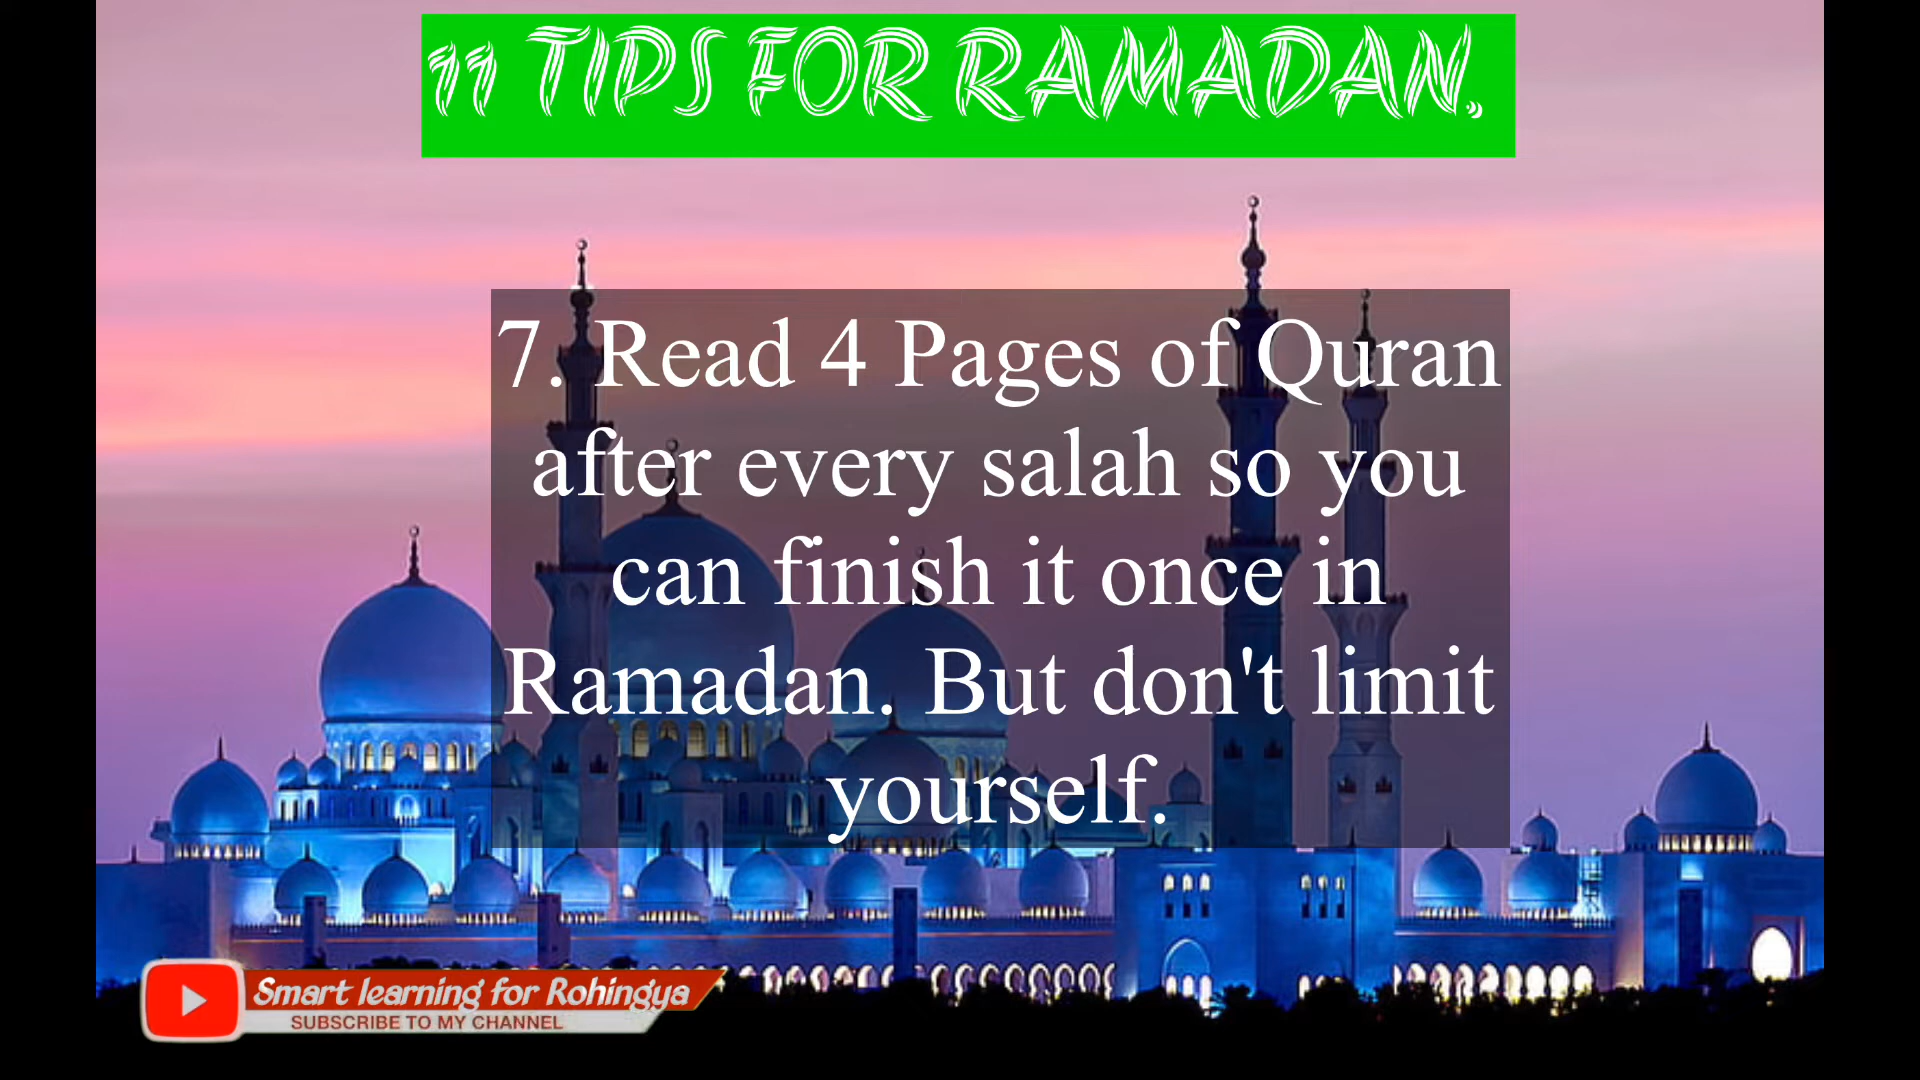 11 TIPS FOR RAMADAN.
7. Read 4 Pages of Quran
after every salah so you
can finish it once in
Ramadan. But don't limit
yourself.
Smart learning for Rohingya
SUBSCRIBE TO MY CHANNEL